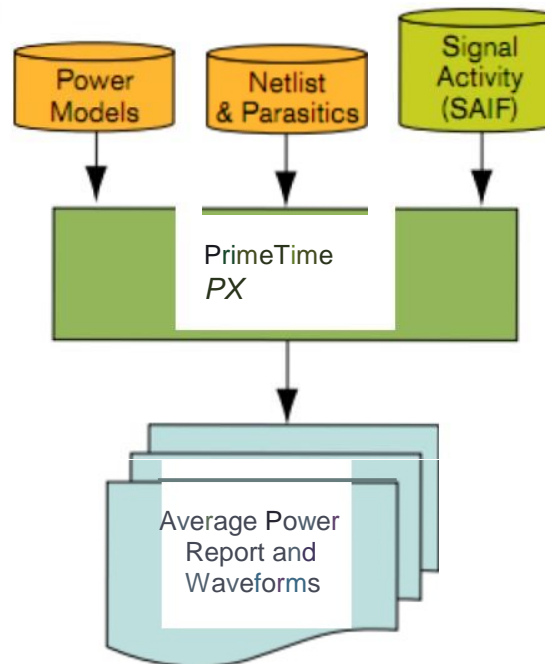 Power
Models
Netlist
& Parasitics
Signal
Activity
(SAIF)
PrimeTime
PX
Average Power
Report and
Waveforms